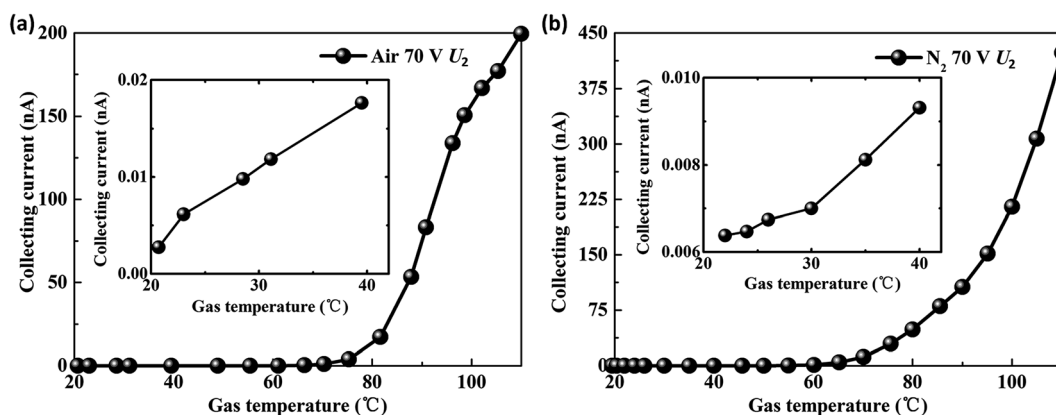 (a)
200
150
100
50
0
Collecting current (nA)
Air 70 V U₂
0.02
0.01
0.00
Collecting current (nA)
20
30
40
Gas temperature (℃)
20
40
60
80
100
Gas temperature (℃)
(b)
450
375
300
225
150
75
0
Collecting current (nA)
N₂ 70 V U₂
0.010
0.008
0.006
Collecting current (nA)
20
30
40
Gas temperature (℃)
20
40
60
80
100
Gas temperature (℃)